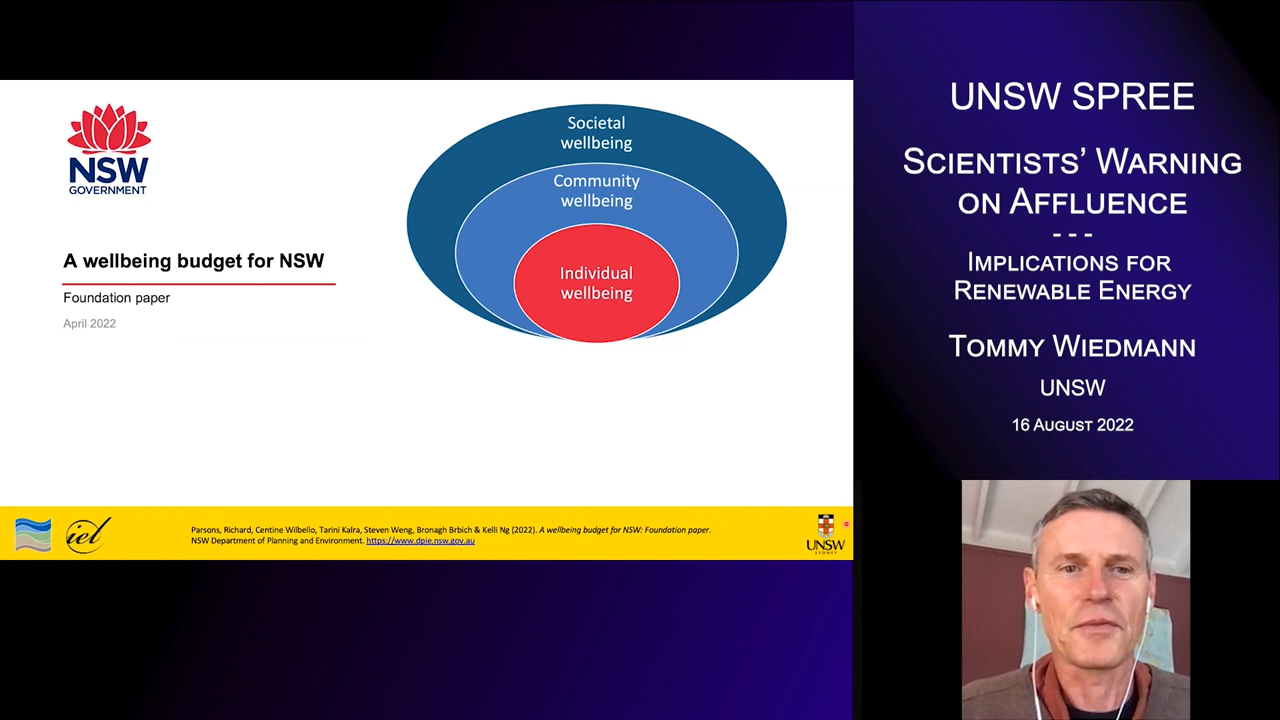 NSW
GOVERNMENT
A wellbeing budget for NSW
Foundation paper
April 2022
Societal
wellbeing
Community
wellbeing
Individual
wellbeing
iel
Parsons, Richard, Centine Wilbello, Tarini Kalra, Steven Weng, Bronagh Brbich & Kelli Ng (2022). A wellbeing budget for NSW: Foundation paper.
NSW Department of Planning and Environment. https://www.dpie.nsw.gov.au
UNSW
SYDNEY
UNSW SPREE
Scientists' Warning
on Affluence
- - -
Implications for
Renewable Energy
Tommy Wiedmann
UNSW
16 August 2022